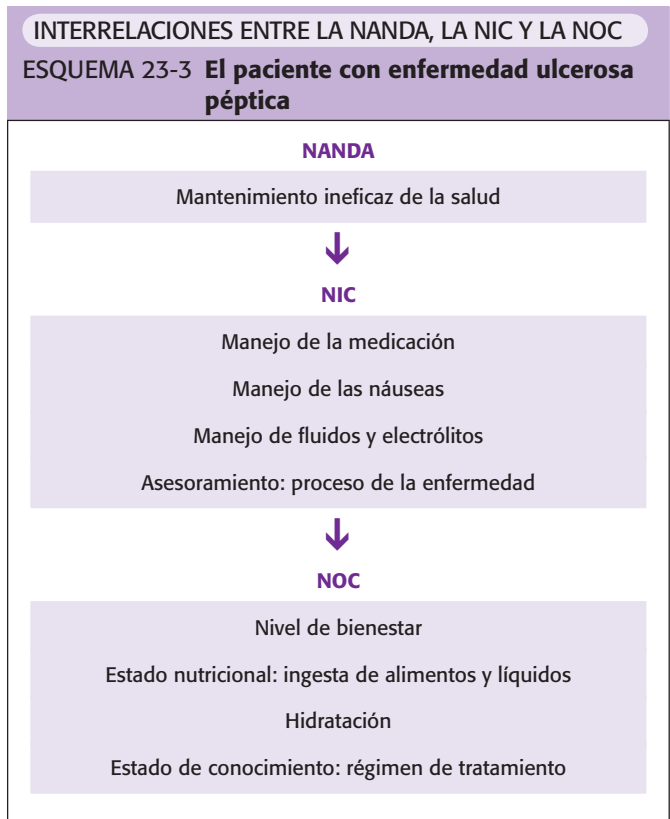 INTERRELACIONES ENTRE LA NANDA, LA NIC Y LA NOC
ESQUEMA 23-3 El paciente con enfermedad ulcerosa
péptica
NANDA
Mantenimiento ineficaz de la salud
NIC
Manejo de la medicación
Manejo de las náuseas
Manejo de fluidos y electrólitos
Asesoramiento: proceso de la enfermedad
NOC
Nivel de bienestar
Estado nutricional: ingesta de alimentos y líquidos
Hidratación
Estado de conocimiento: régimen de tratamiento